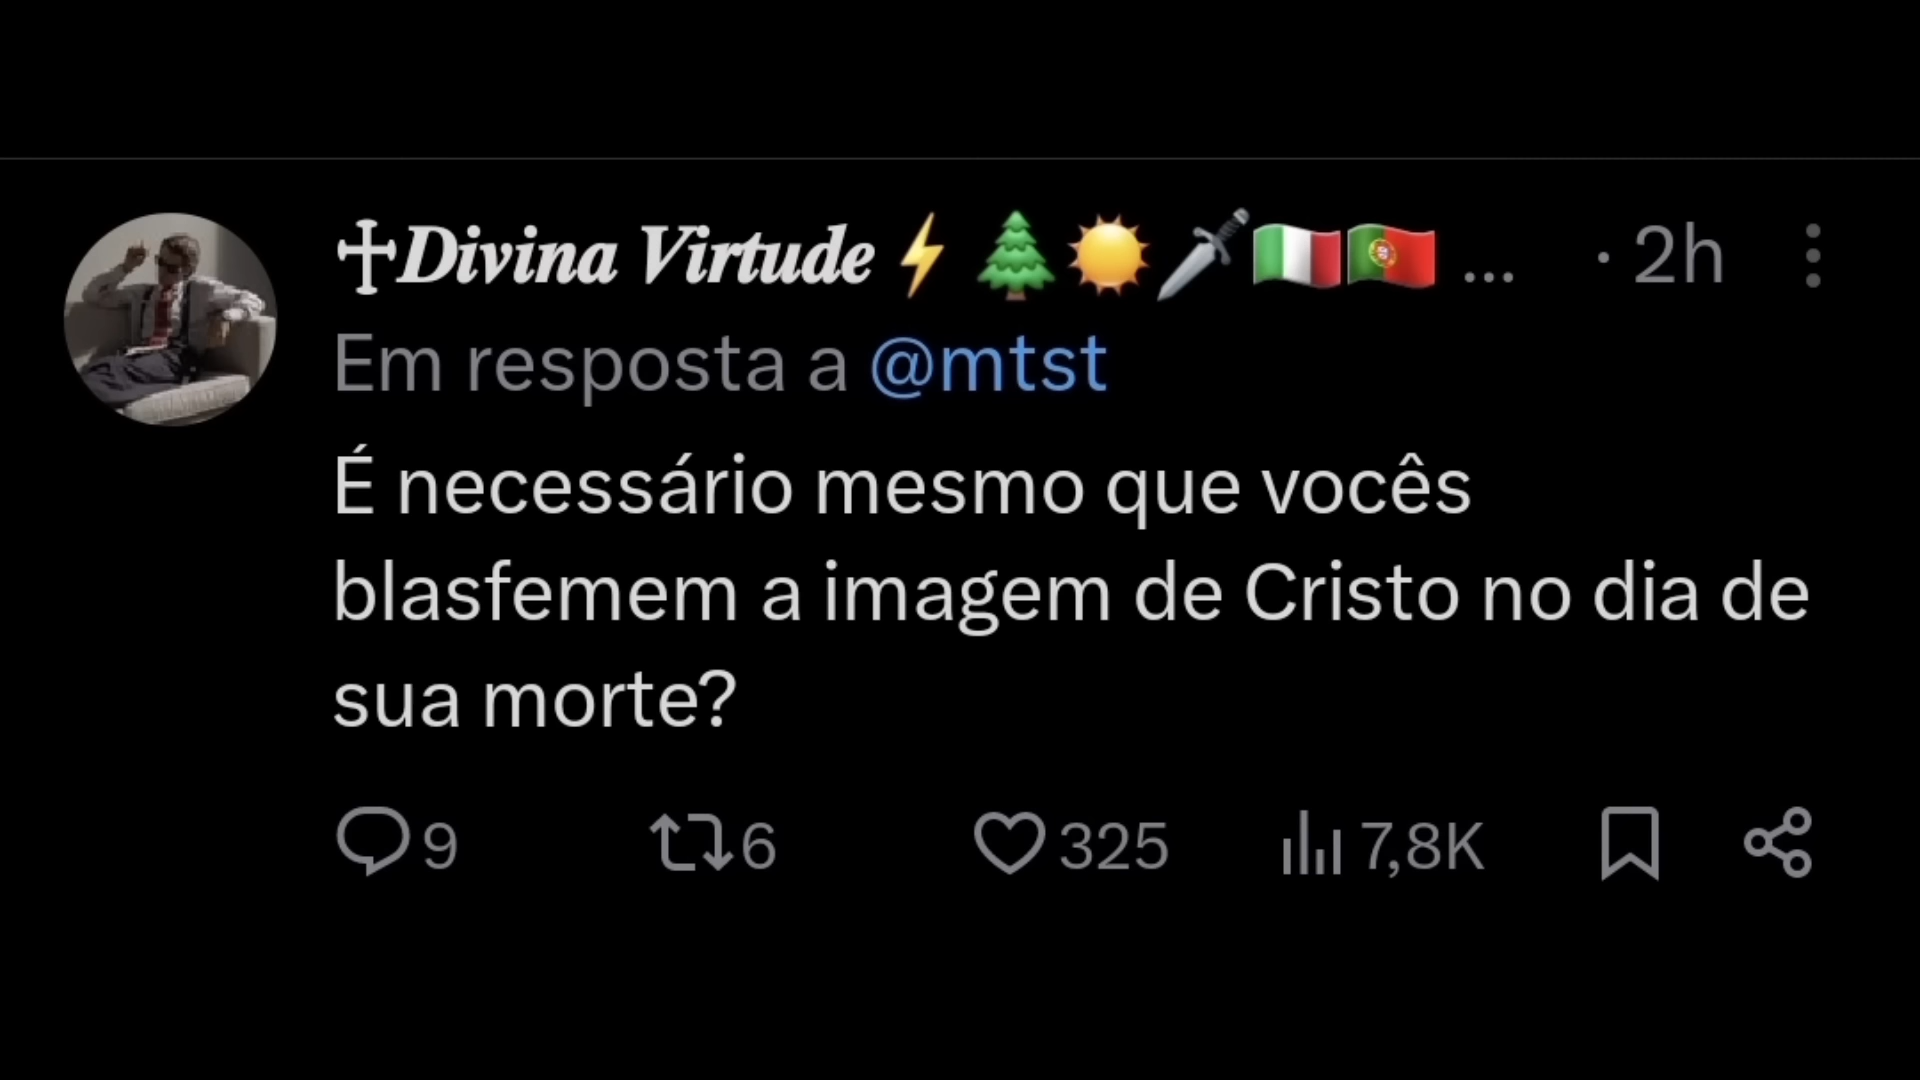 ☩Divina Virtude⚡🌲☀️🗡️🇮🇹🇵🇹 ... · 2h
Em resposta a @mtst
É necessário mesmo que vocês
blasfemem a imagem de Cristo no dia de
sua morte?
9 6 325 7,8K